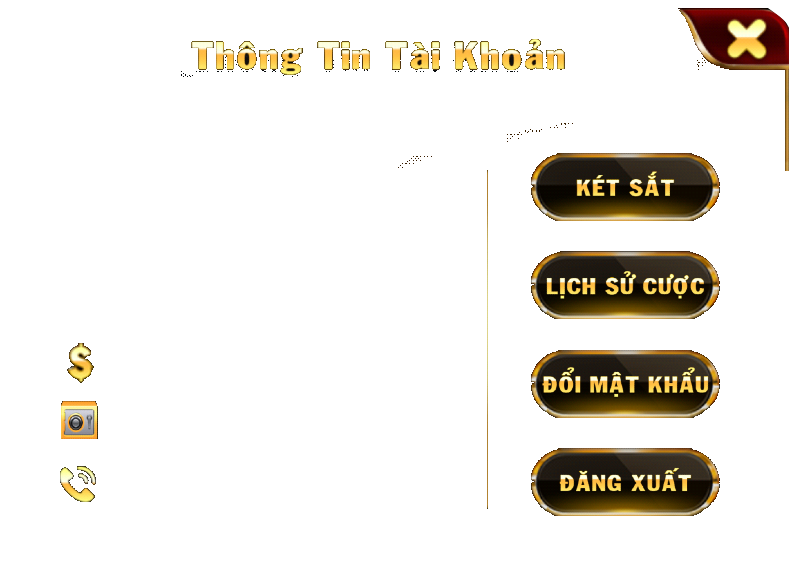 Thông Tin Tài Khoản
KÉT SẮT
LỊCH SỬ CƯỢC
ĐỔI MẬT KHẨU
ĐĂNG XUẤT